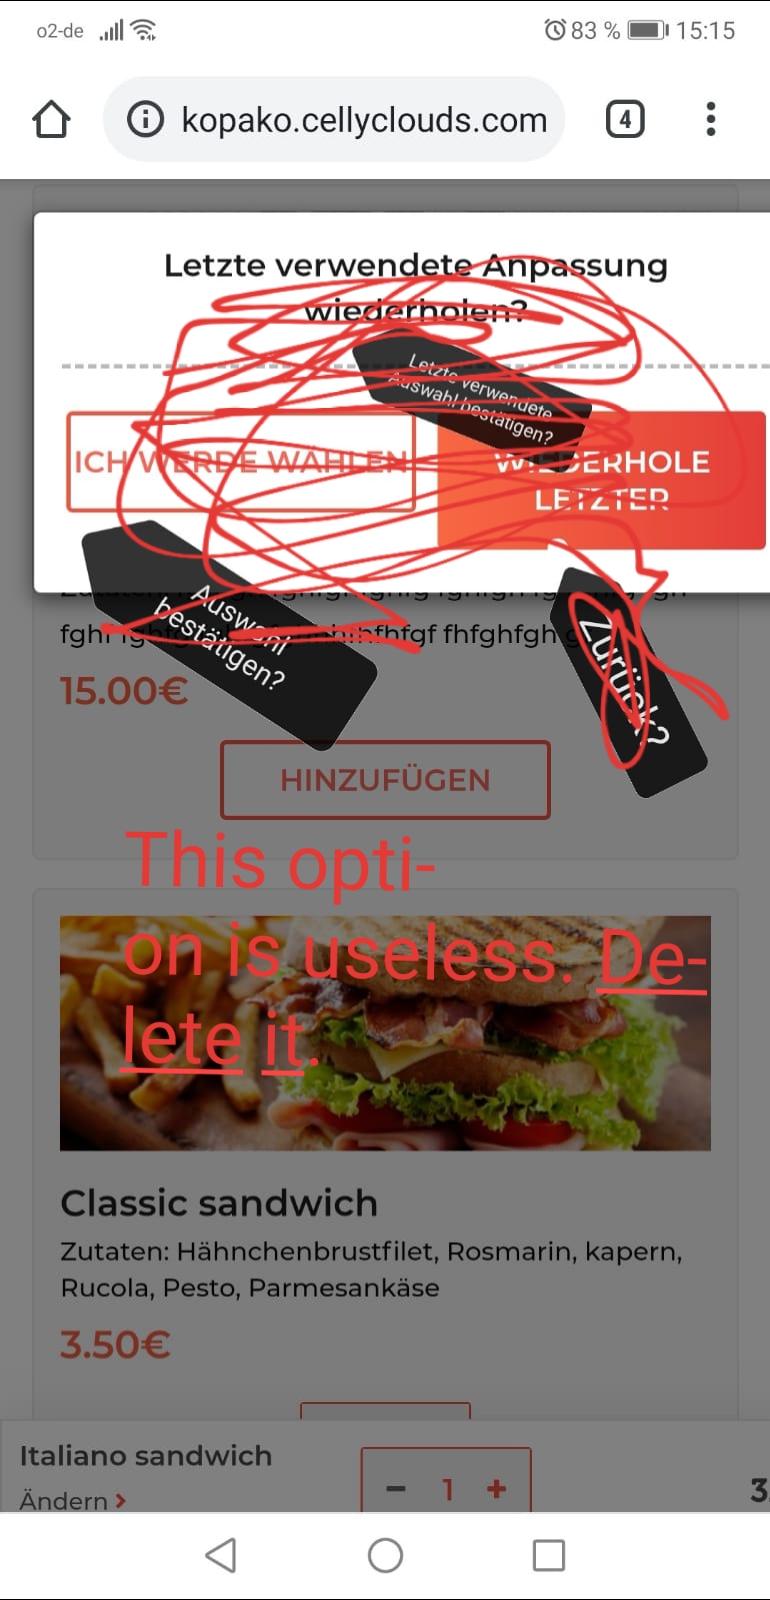 o2-de
83 %
15:15
kopako.cellyclouds.com
4
Letzte verwendete Anpassung
wiederholen?
Letzte verwendete
Auswahl bestätigen?
ICH WERDE WÄHLEN
WIEDERHOLE
LETZTER
Auswahl
bestätigen?
Zurück?
fhfgf fhfghfgh
15.00€
HINZUFÜGEN
This opti-
on is useless. De-
lete it.
Classic sandwich
Zutaten: Hähnchenbrustfilet, Rosmarin, kapern,
Rucola, Pesto, Parmesankäse
3.50€
Italiano sandwich
Ändern
− 1 +
3